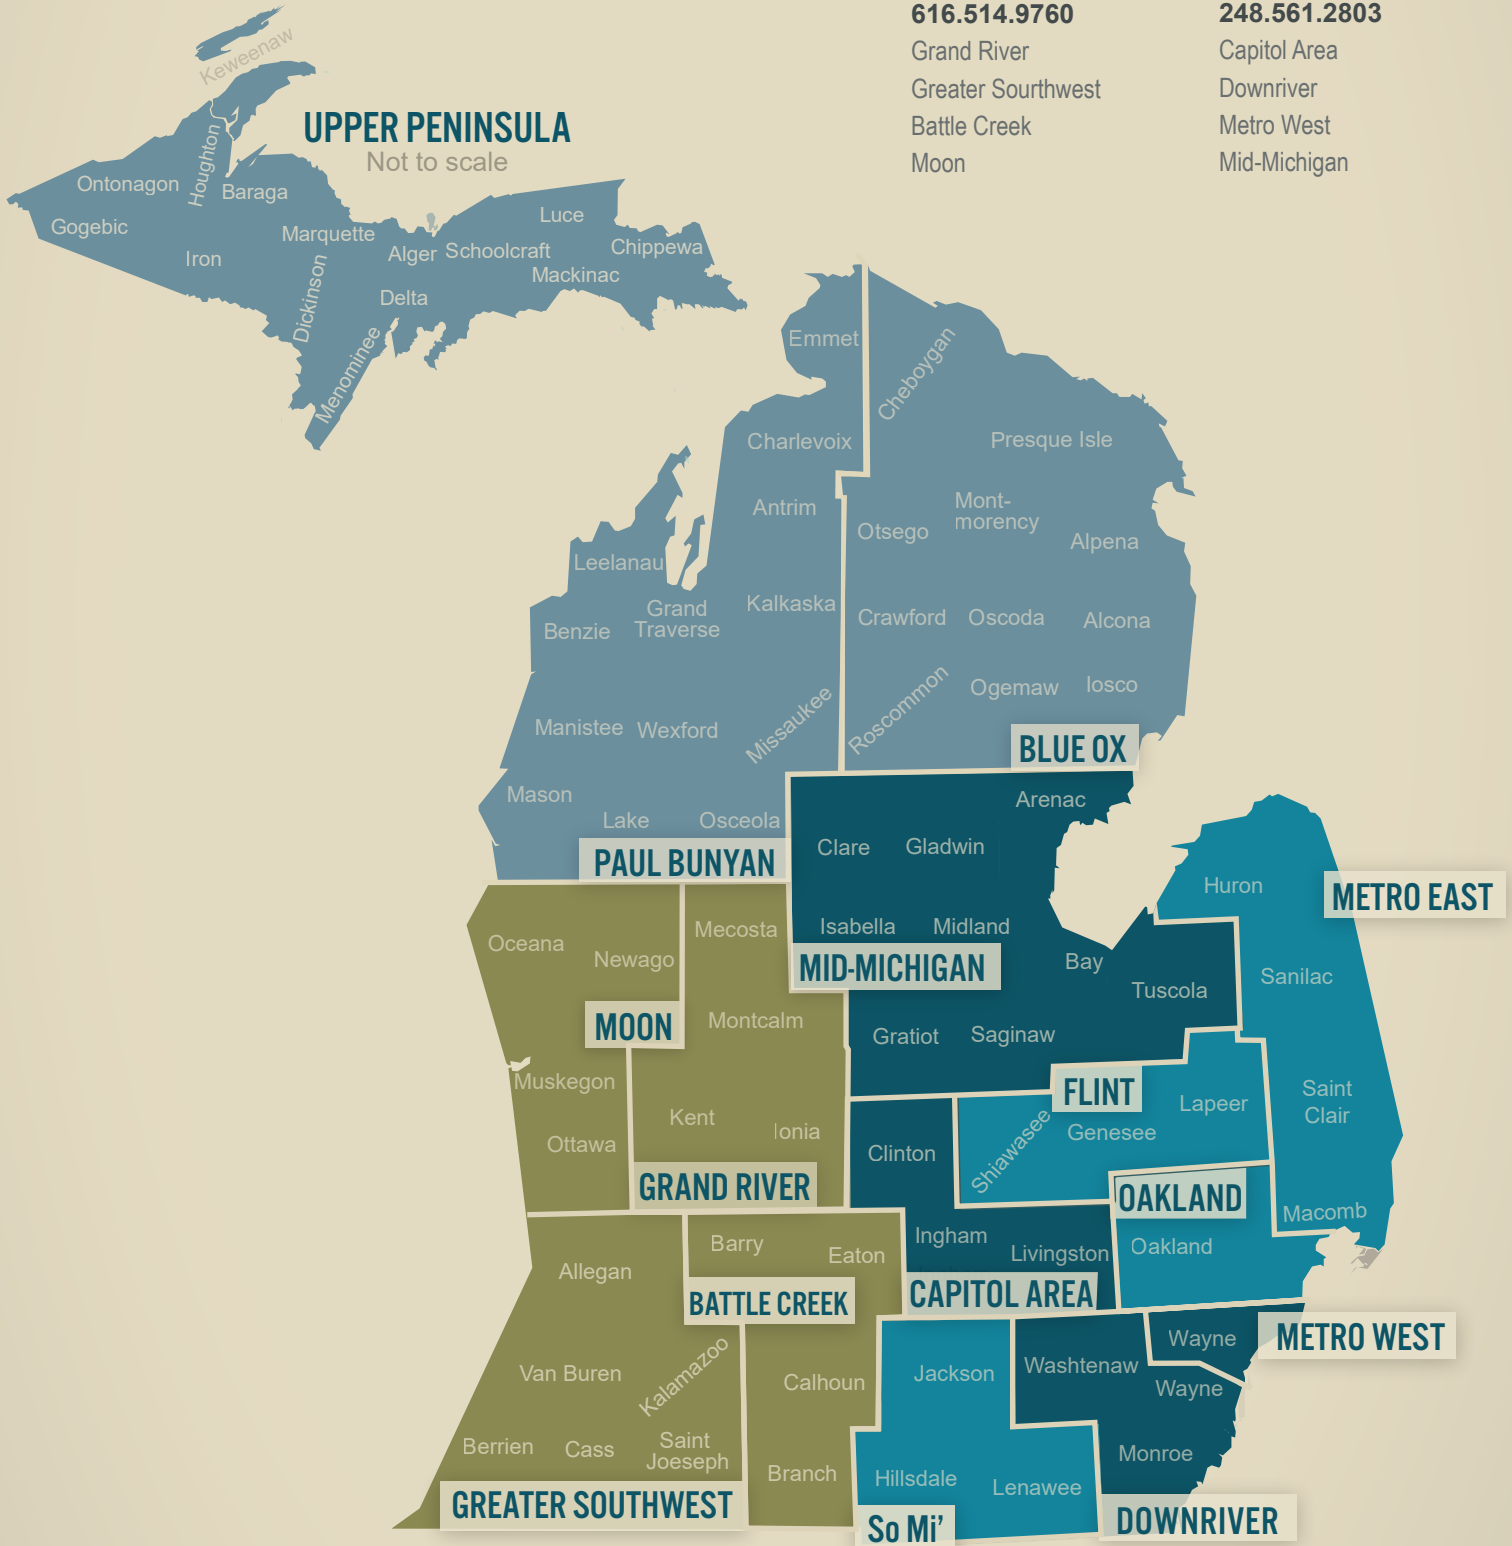 616.514.9760
Grand River
Greater Sourthwest
Battle Creek
Moon
248.561.2803
Capitol Area
Downriver
Metro West
Mid-Michigan
UPPER PENINSULA
Not to scale
Keweenaw
Ontonagon
Houghton
Baraga
Gogebic
Iron
Marquette
Dickinson
Alger
Schoolcraft
Luce
Chippewa
Mackinac
Delta
Menominee
Emmet
Cheboygan
Charlevoix
Presque Isle
Antrim
Otsego
Mont-
morency
Alpena
Leelanau
Benzie
Grand
Traverse
Kalkaska
Crawford
Oscoda
Alcona
Manistee
Wexford
Missaukee
Roscommon
Ogemaw
Iosco
BLUE OX
Mason
Lake
Osceola
PAUL BUNYAN
Arenac
Clare
Gladwin
Isabella
Midland
MID-MICHIGAN
Bay
Tuscola
Gratiot
Saginaw
Huron
METRO EAST
Sanilac
Saint
Clair
Macomb
Oceana
Newago
MOON
Muskegon
Ottawa
Mecosta
Montcalm
Kent
Ionia
GRAND RIVER
FLINT
Shiawasee
Genesee
Lapeer
OAKLAND
Oakland
Clinton
Ingham
Livingston
CAPITOL AREA
Barry
Eaton
BATTLE CREEK
Calhoun
Branch
Allegan
Van Buren
Kalamazoo
Berrien
Cass
Saint
Joeseph
GREATER SOUTHWEST
Jackson
Hillsdale
Lenawee
So Mi’
Wayne
METRO WEST
Washtenaw
Wayne
Monroe
DOWNRIVER